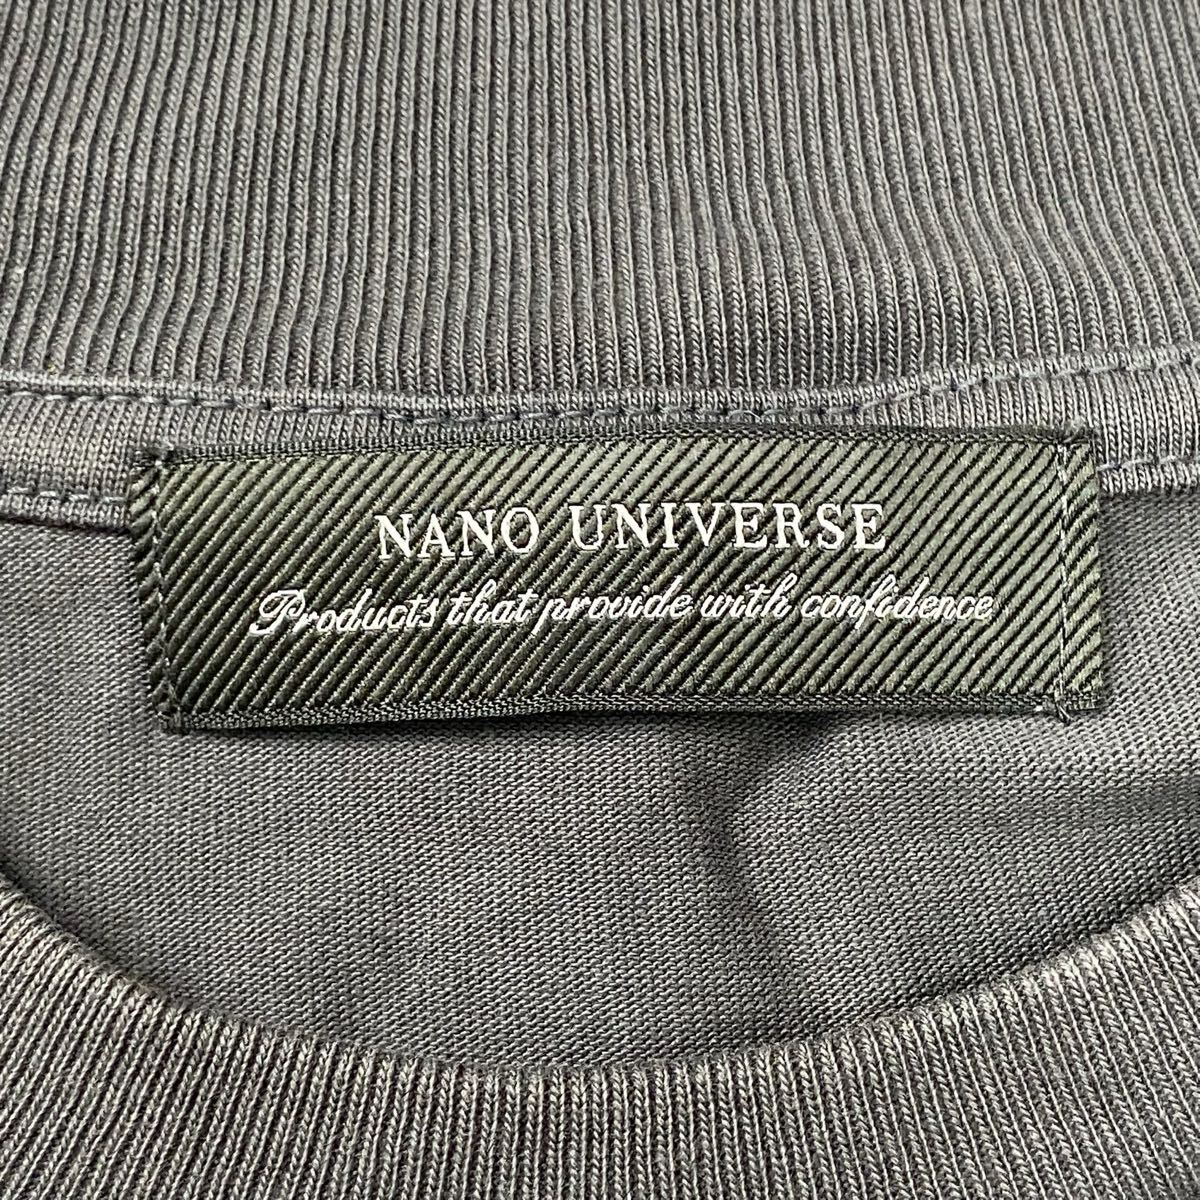 NANO UNIVERSE
Products that provide with confidence